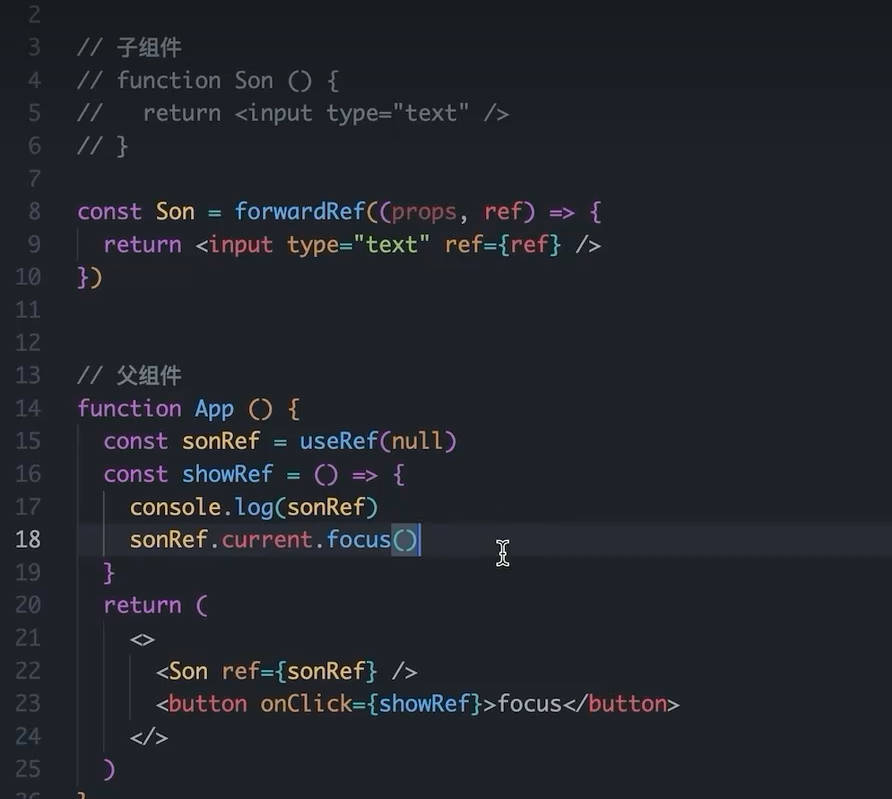 2
3 // 子组件
4 // function Son () {
5 //   return <input type="text" />
6 // }
7
8 const Son = forwardRef((props, ref) => {
9   return <input type="text" ref={ref} />
10 })
11
12
13 // 父组件
14 function App () {
15   const sonRef = useRef(null)
16   const showRef = () => {
17     console.log(sonRef)
18     sonRef.current.focus()
19   }
20   return (
21     <>
22       <Son ref={sonRef} />
23       <button onClick={showRef}>focus</button>
24     </>
25   )